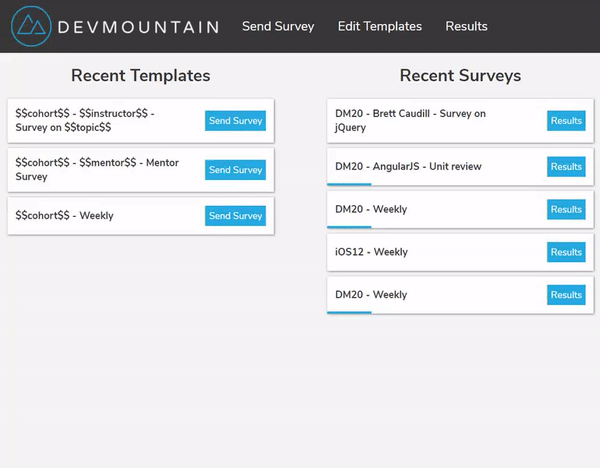 DEVMOUNTAIN
Send Survey
Edit Templates
Results
Recent Templates
$$cohort$$ - $$instructor$$ -
Survey on $$topic$$
Send Survey
$$cohort$$ - $$mentor$$ - Mentor
Survey
Send Survey
$$cohort$$ - Weekly
Send Survey
Recent Surveys
DM20 - Brett Caudill - Survey on
jQuery
Results
DM20 - AngularJS - Unit review
Results
DM20 - Weekly
Results
iOS12 - Weekly
Results
DM20 - Weekly
Results